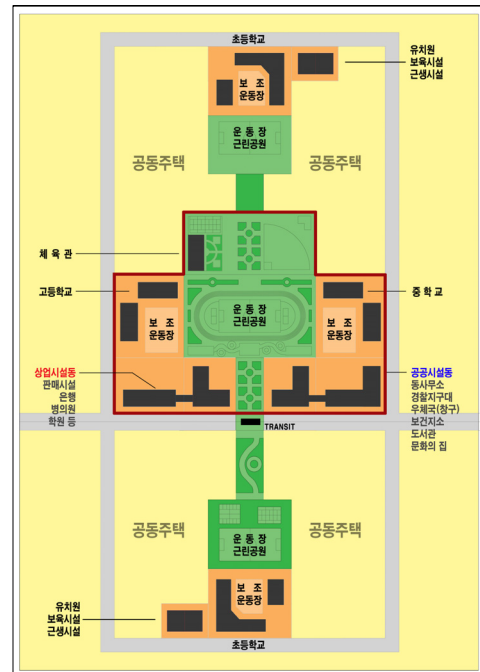 초등학교
유치원
보육시설
근생시설
보 조
운동장
운 동 장
근린공원
공동주택
공동주택
체 육 관
고등학교
중 학 교
운 동 장
근린공원
보 조
운동장
보 조
운동장
상업시설동
판매시설
은행
병의원
학원 등
공공시설동
동사무소
경찰지구대
우체국(창구)
보건지소
도서관
문화의 집
TRANSIT
공동주택
공동주택
운 동 장
근린공원
보 조
운동장
유치원
보육시설
근생시설
초등학교